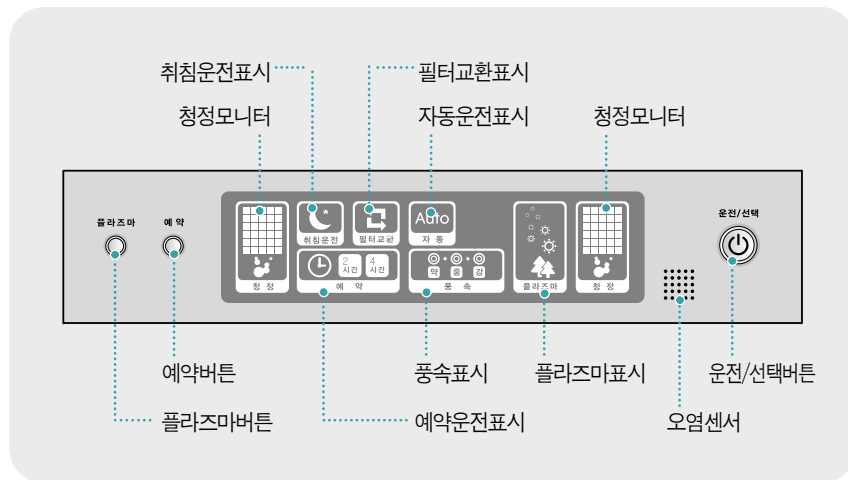 취침운전표시
필터교환표시
청정모니터
자동운전표시
청정모니터
플라즈마
예 약
운전/선택
Auto
취침운전
필터교환
자 동
2
시간
4
시간
약
중
강
청 정
예 약
풍 속
플라즈마
청 정
예약버튼
풍속표시
플라즈마표시
운전/선택버튼
플라즈마버튼
예약운전표시
오염센서